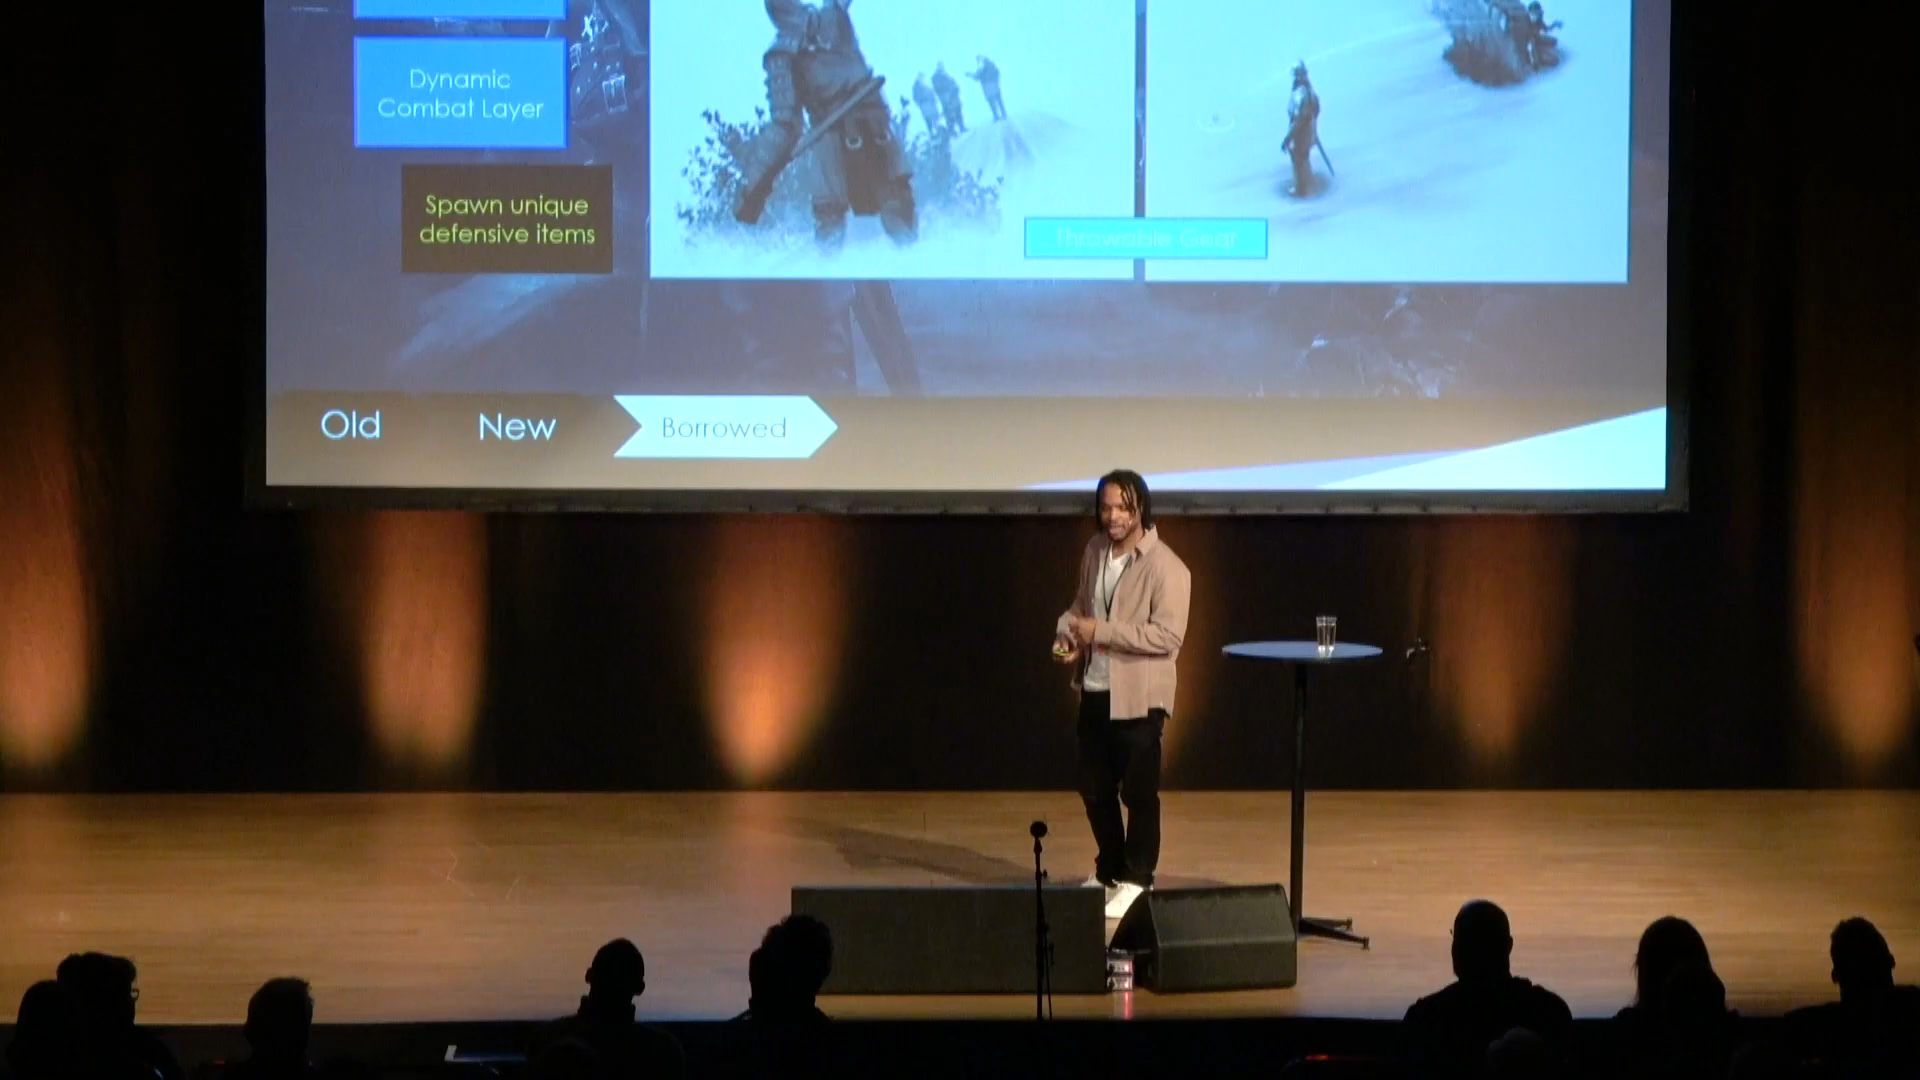 Dynamic
Combat Layer
Spawn unique
defensive items
Throwable Gear
Old
New
Borrowed